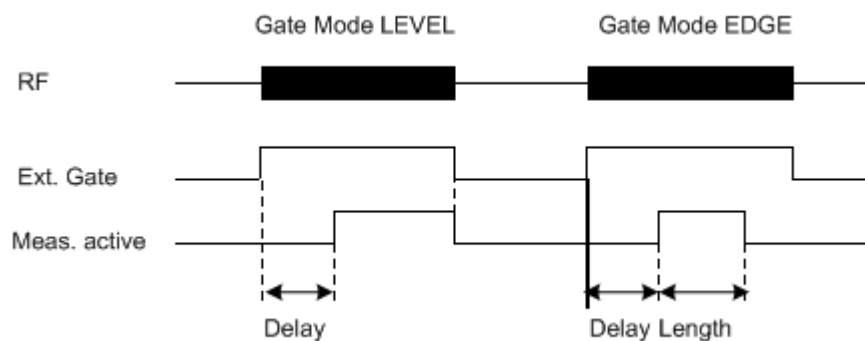 Gate Mode LEVEL Gate Mode EDGE
RF
Ext. Gate
Meas. active
Delay Delay Length